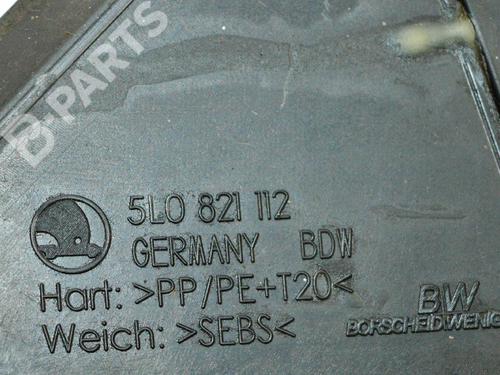 B-PARTS
5L0 821 112
GERMANY BDW
Hart: >PP/PE+T20<
Weich: >SEBS<
BW
BORSCHEIDWENIG